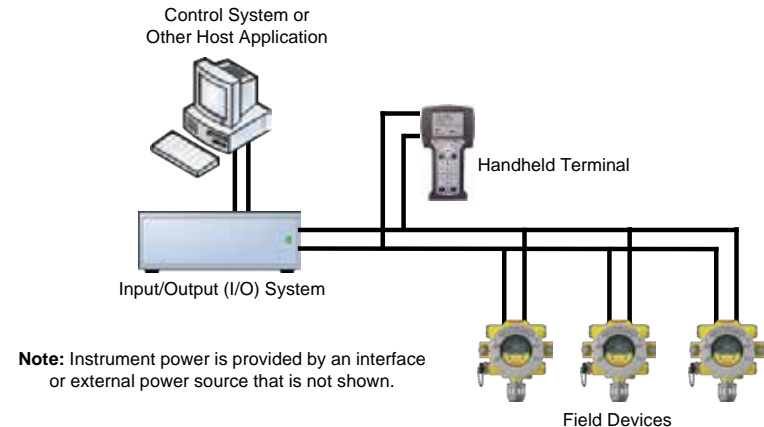 Control System or
Other Host Application
Handheld Terminal
Input/Output (I/O) System
Note: Instrument power is provided by an interface
or external power source that is not shown.
Field Devices